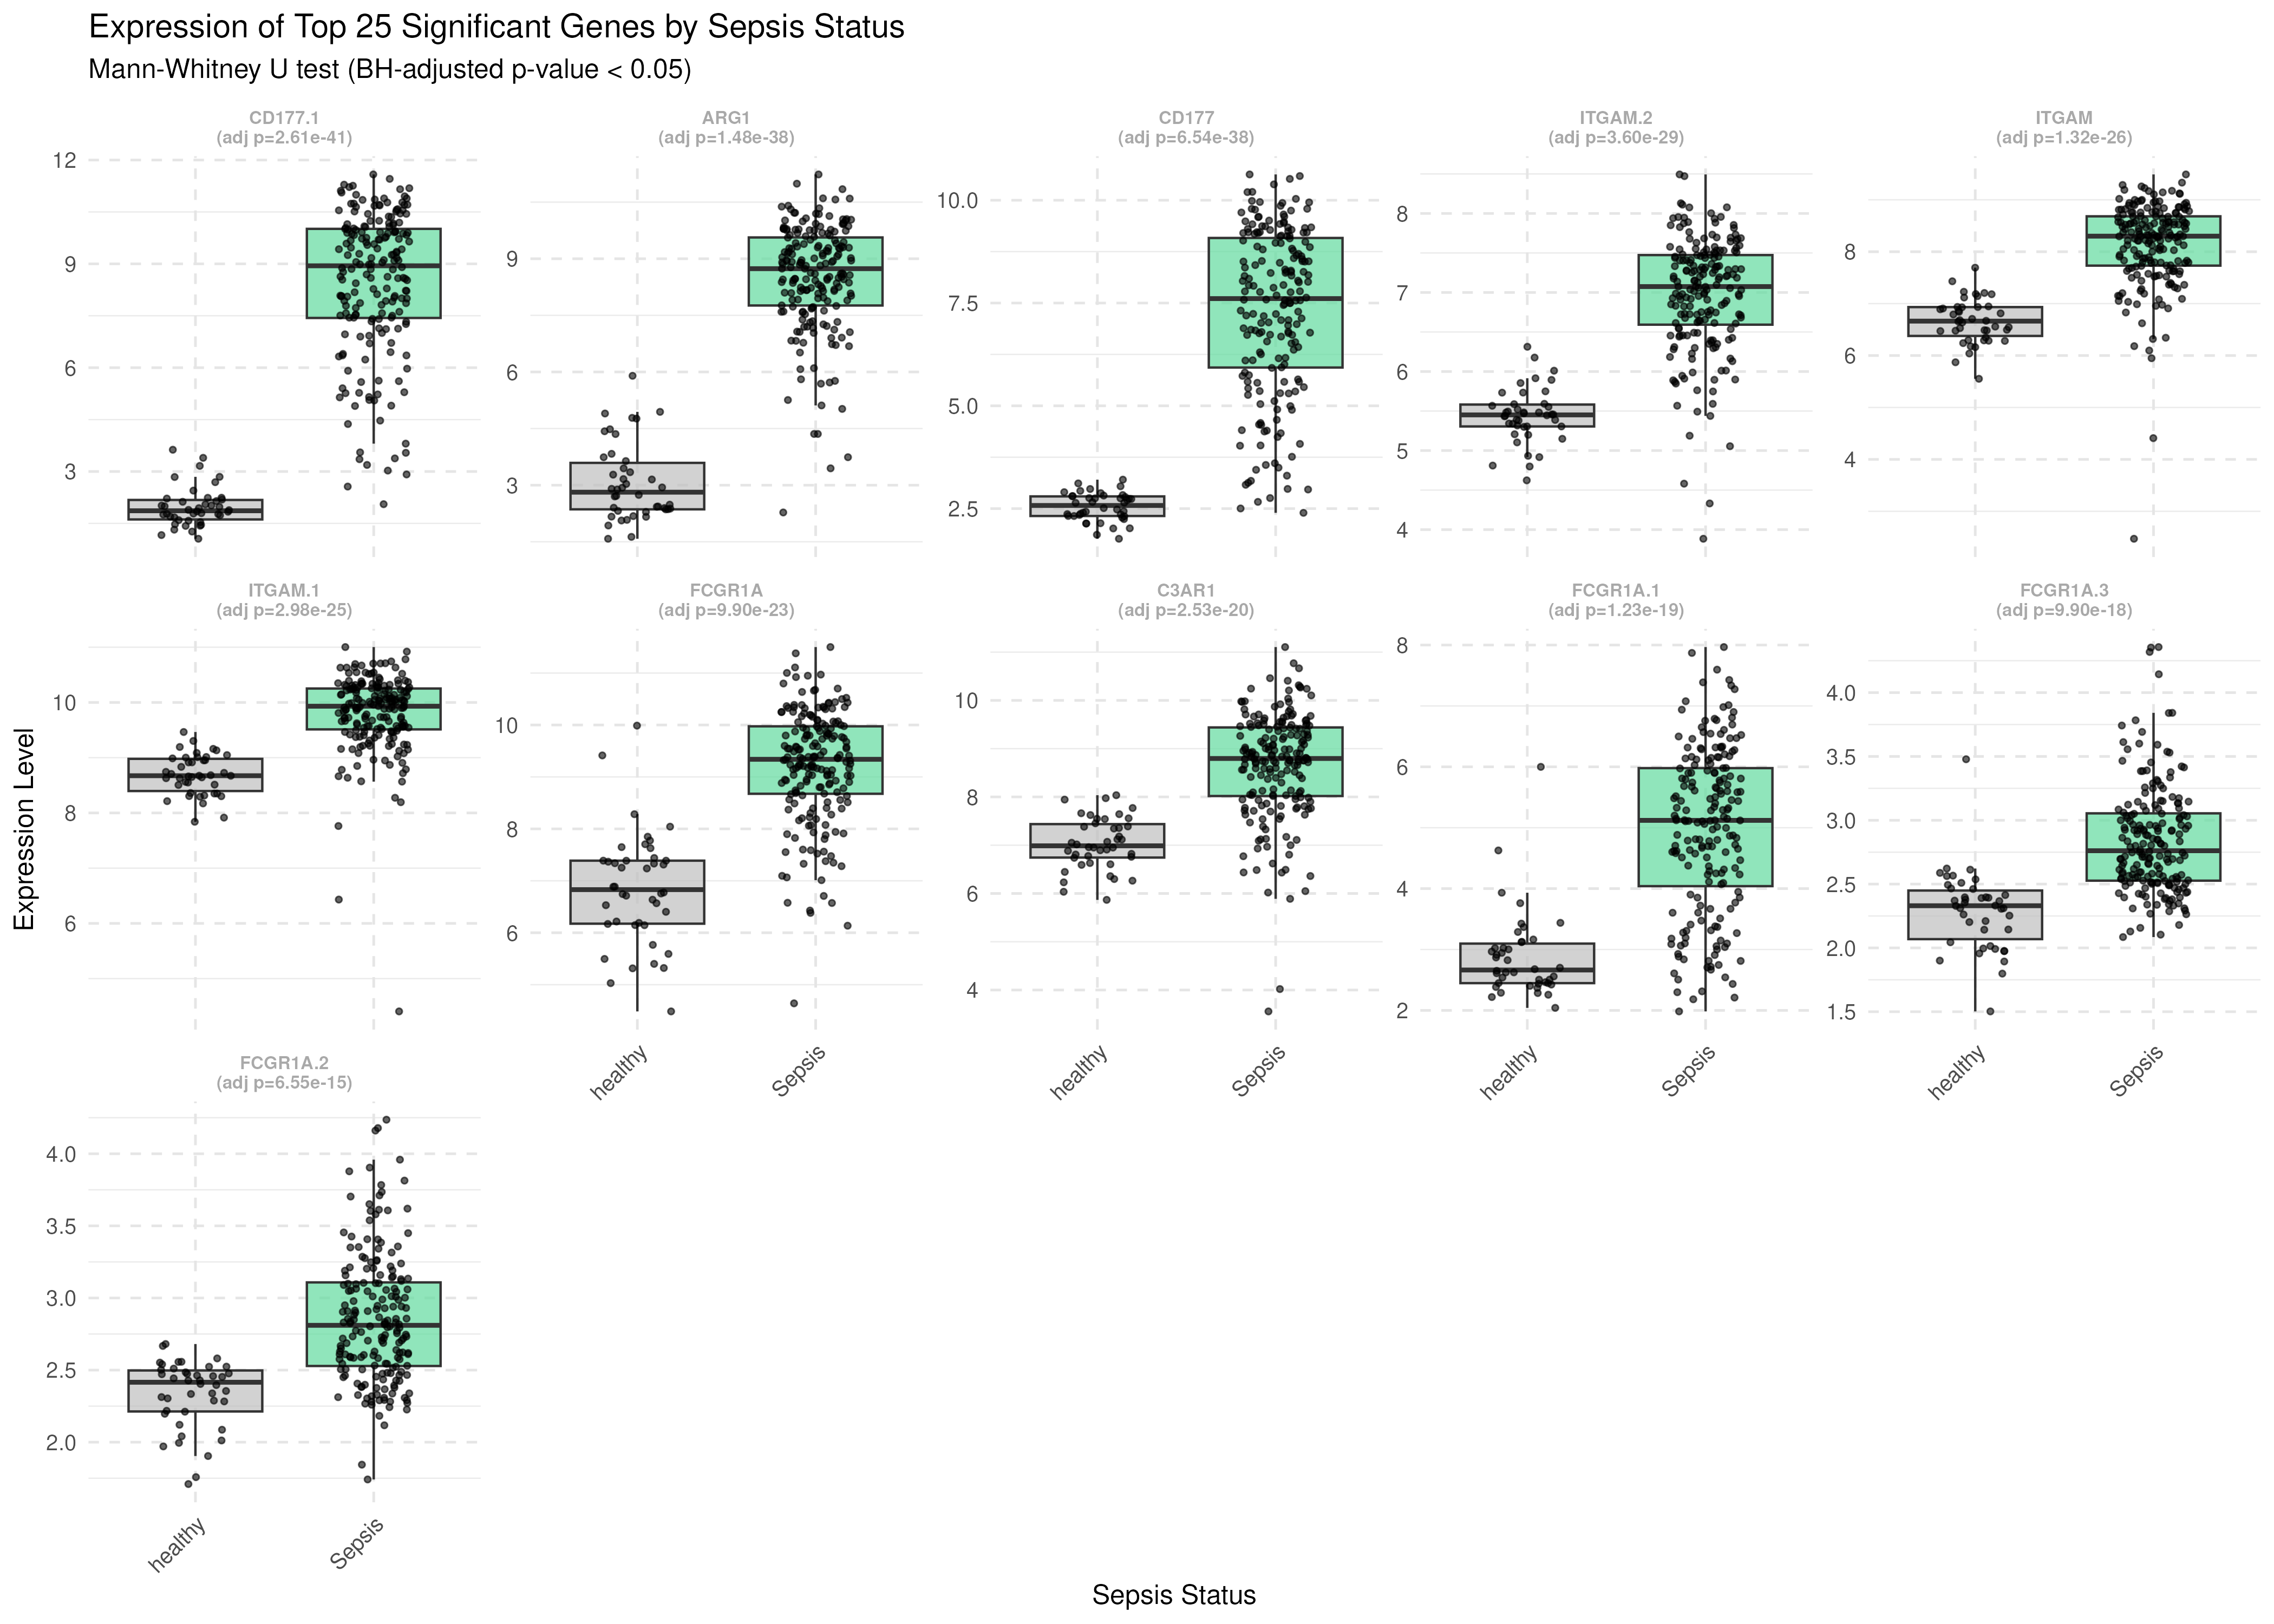 Expression of Top 25 Significant Genes by Sepsis Status
Mann-Whitney U test (BH-adjusted p-value < 0.05)
CD177.1
(adj p=2.61e-41)
12
9
6
3
ARG1
(adj p=1.48e-38)
9
6
3
CD177
(adj p=6.54e-38)
10.0
7.5
5.0
2.5
ITGAM.2
(adj p=3.60e-29)
8
7
6
5
4
ITGAM
(adj p=1.32e-26)
8
6
4
Expression Level
ITGAM.1
(adj p=2.98e-25)
10
8
6
FCGR1A
(adj p=9.90e-23)
10
8
6
healthy
Sepsis
C3AR1
(adj p=2.53e-20)
10
8
6
4
healthy
Sepsis
FCGR1A.1
(adj p=1.23e-19)
8
6
4
2
healthy
Sepsis
FCGR1A.3
(adj p=9.90e-18)
4.0
3.5
3.0
2.5
2.0
1.5
healthy
Sepsis
FCGR1A.2
(adj p=6.55e-15)
4.0
3.5
3.0
2.5
2.0
healthy
Sepsis
Sepsis Status